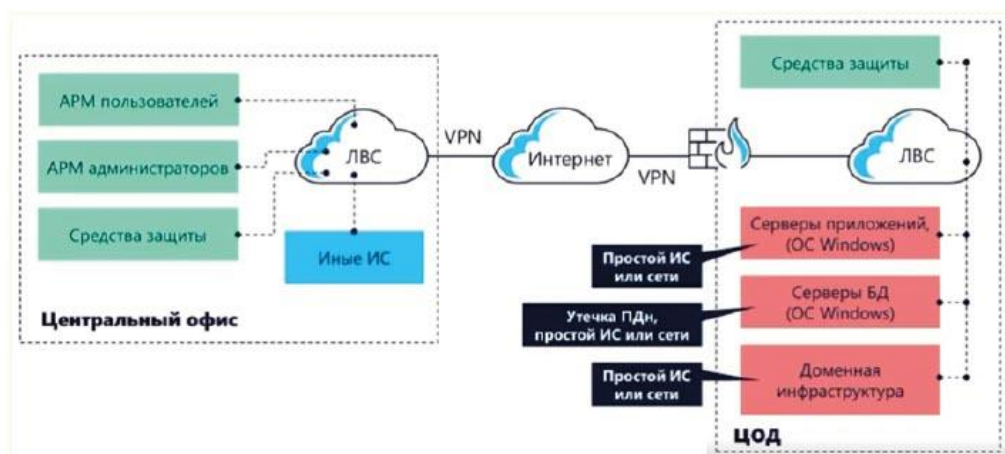 АРМ пользователей
АРМ администраторов
Средства защиты
ЛВС
Иные ИС
Центральный офис
VPN
Интернет
VPN
Средства защиты
ЛВС
Серверы приложений,
(ОС Windows)
Простой ИС
или сети
Серверы БД
(ОС Windows)
Утечка ПДн,
простой ИС или сети
Доменная
инфраструктура
Простой ИС
или сети
ЦОД